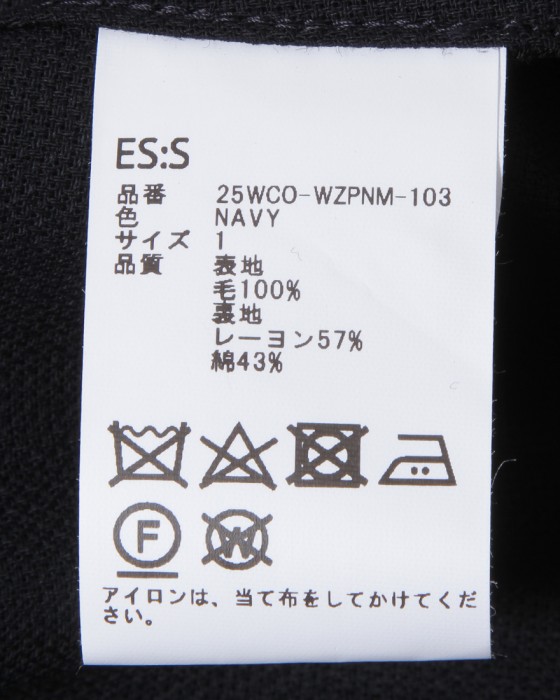 ES:S
品番 25WCO-WZPNM-103
色 NAVY
サイズ 1
品質 表地
毛100%
裏地
レーヨン57%
綿43%
F W
アイロンは、当て布をしてかけてくだ
さい。